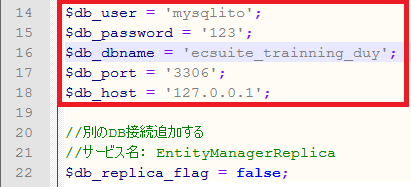 14 $db_user = 'mysqlito';
15 $db_password = '123';
16 $db_dbname = 'ecsuite_trainning_duy';
17 $db_port = '3306';
18 $db_host = '127.0.0.1';
19
20 //別のDB接続追加する
21 //サービス名: EntityManagerReplica
22 $db_replica_flag = false;